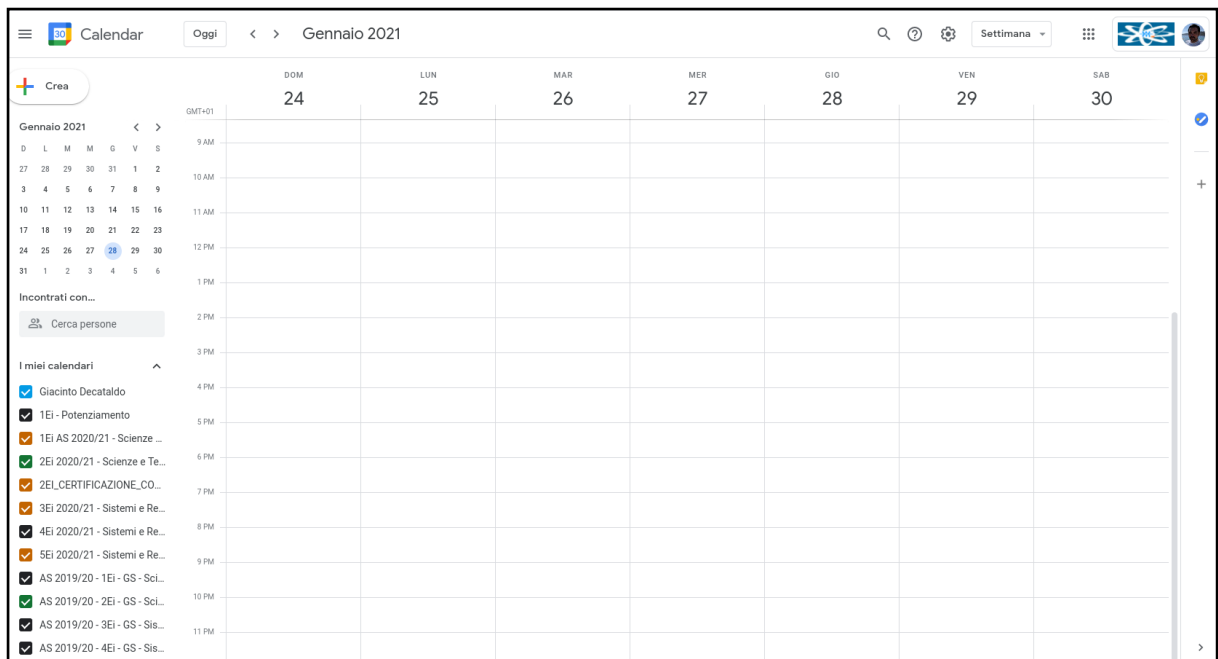 30 Calendar Oggi Gennaio 2021 Settimana
Crea
DOM LUN MAR MER GIO VEN SAB
24 25 26 27 28 29 30
GMT+01
Gennaio 2021
D L M M G V S
27 28 29 30 31 1 2
3 4 5 6 7 8 9
10 11 12 13 14 15 16
17 18 19 20 21 22 23
24 25 26 27 28 29 30
31 1 2 3 4 5 6
Incontrati con...
Cerca persone
I miei calendari
Giacinto Decataldo
1Ei - Potenziamento
1Ei AS 2020/21 - Scienze ...
2Ei 2020/21 - Scienze e Te...
2EI_CERTIFICAZIONE_CO...
3Ei 2020/21 - Sistemi e Re...
4Ei 2020/21 - Sistemi e Re...
5Ei 2020/21 - Sistemi e Re...
AS 2019/20 - 1Ei - GS - Sci...
AS 2019/20 - 2Ei - GS - Sci...
AS 2019/20 - 3Ei - GS - Sis...
AS 2019/20 - 4Ei - GS - Sis...
9 AM
10 AM
11 AM
12 PM
1 PM
2 PM
3 PM
4 PM
5 PM
6 PM
7 PM
8 PM
9 PM
10 PM
11 PM